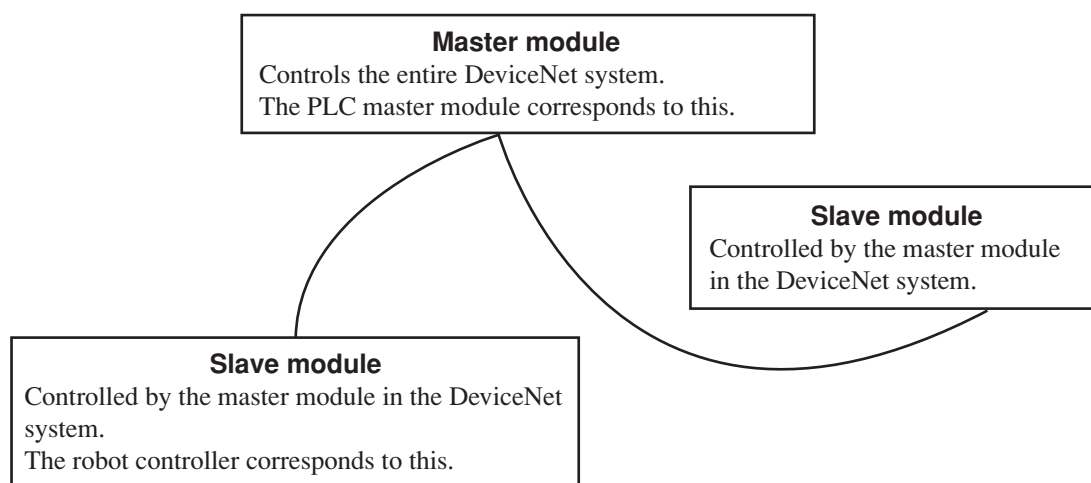 Master module
Controls the entire DeviceNet system.
The PLC master module corresponds to this.
Slave module
Controlled by the master module
in the DeviceNet system.
Slave module
Controlled by the master module in the DeviceNet
system.
The robot controller corresponds to this.